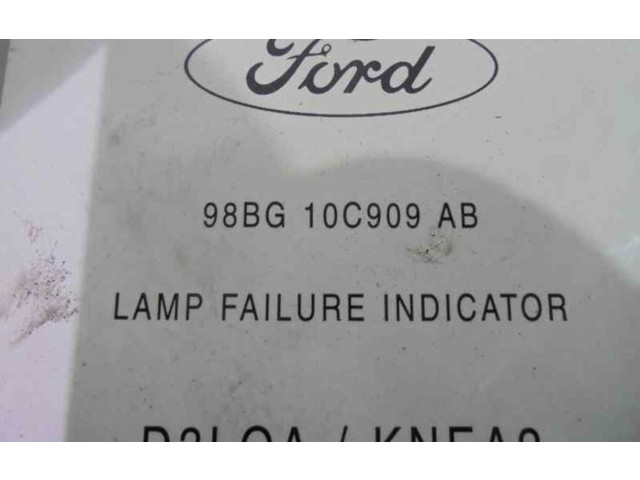 Ford
98BG 10C909 AB
LAMP FAILURE INDICATOR